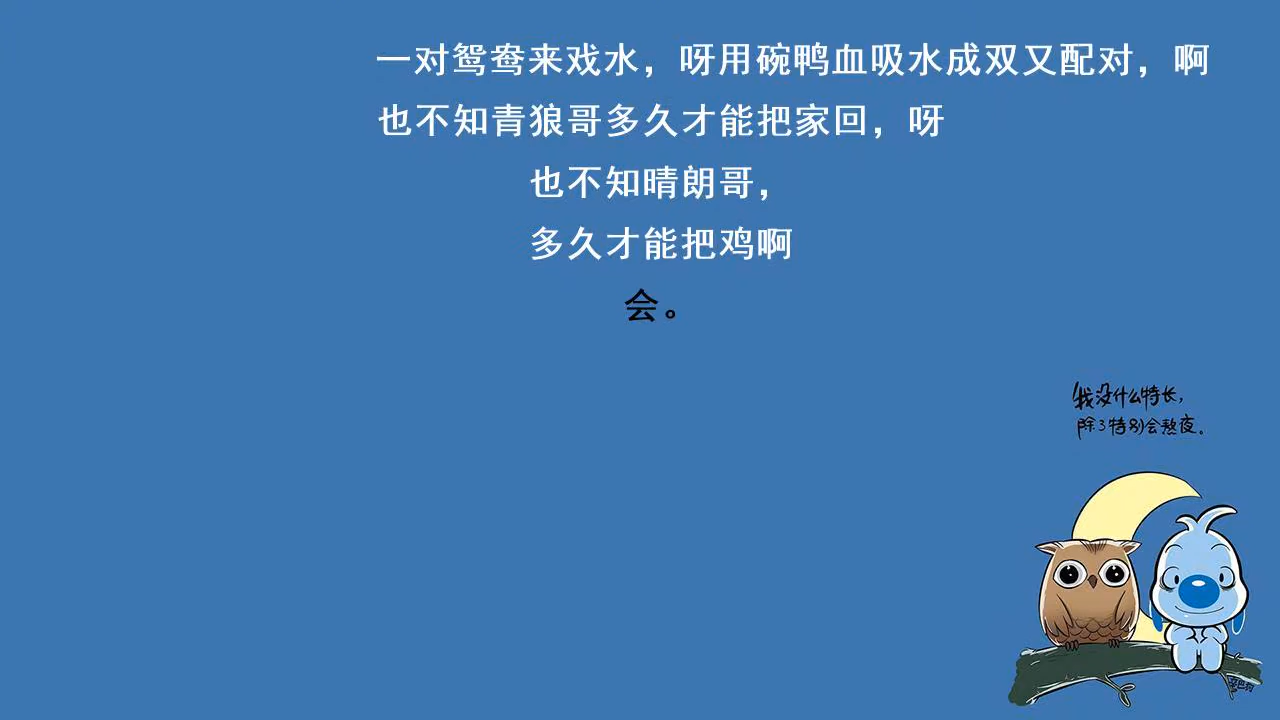 一对鸳鸯来戏水，呀用碗鸭血吸水成双又配对，啊
也不知青狼哥多久才能把家回，呀
也不知晴朗哥，
多久才能把鸡啊
会。
我没什么特长，
除了特别会熬夜。